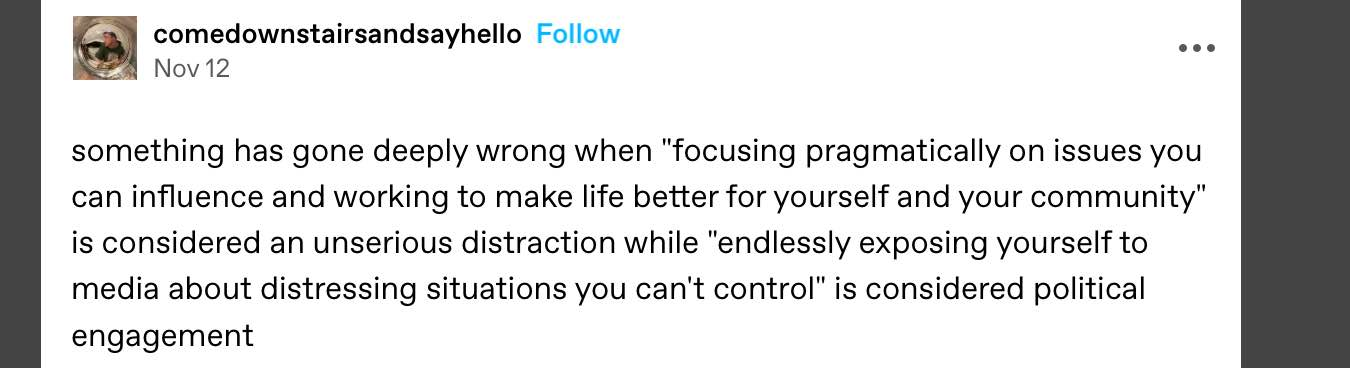 comedownstairsandsayhello Follow
Nov 12
something has gone deeply wrong when "focusing pragmatically on issues you
can influence and working to make life better for yourself and your community"
is considered an unserious distraction while "endlessly exposing yourself to
media about distressing situations you can't control" is considered political
engagement